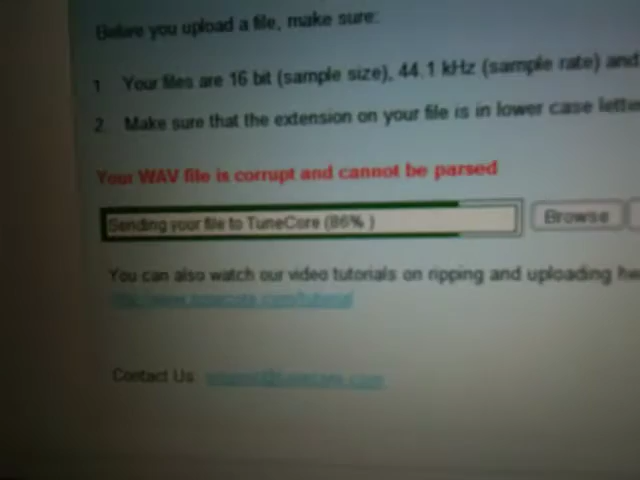 Before you upload a file, make sure:
1 Your files are 16 bit (sample size), 44.1 kHz (sample rate) and
2. Make sure that the extension on your file is in lower case
Your WAV file is corrupt and cannot be parsed
Sending your file to TuneCore (86% )
Browse
You can also watch our video tutorials on ripping and uploading
Contact Us